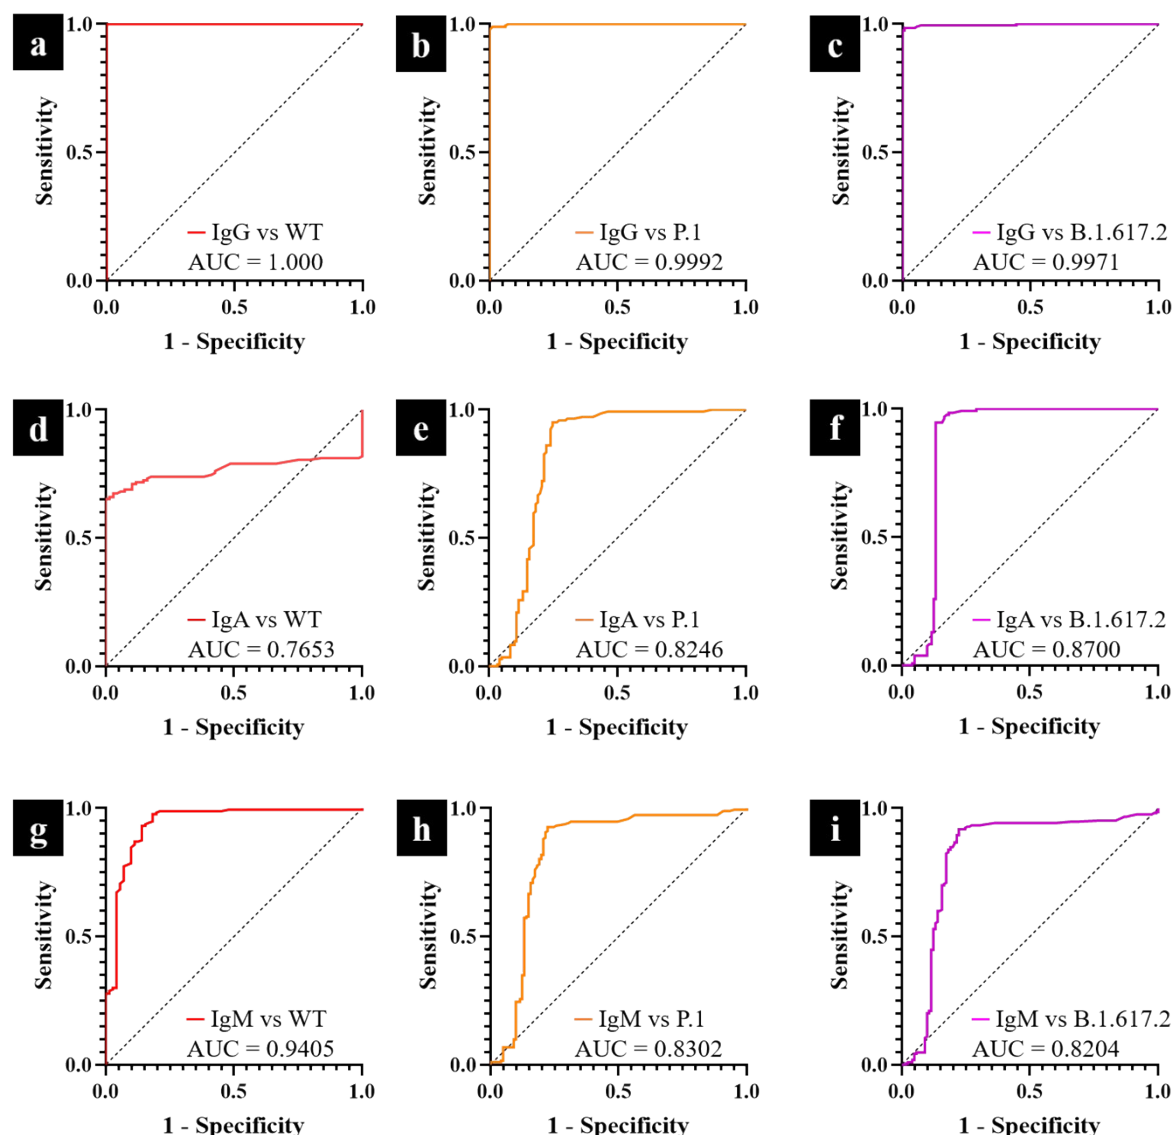 a
1.0
0.5
0.0
Sensitivity
IgG vs WT
AUC = 1.000
0.0 0.5 1.0
1 - Specificity
b
1.0
0.5
0.0
Sensitivity
IgG vs P.1
AUC = 0.9992
0.0 0.5 1.0
1 - Specificity
c
1.0
0.5
0.0
Sensitivity
IgG vs B.1.617.2
AUC = 0.9971
0.0 0.5 1.0
1 - Specificity
d
1.0
0.5
0.0
Sensitivity
IgA vs WT
AUC = 0.7653
0.0 0.5 1.0
1 - Specificity
e
1.0
0.5
0.0
Sensitivity
IgA vs P.1
AUC = 0.8246
0.0 0.5 1.0
1 - Specificity
f
1.0
0.5
0.0
Sensitivity
IgA vs B.1.617.2
AUC = 0.8700
0.0 0.5 1.0
1 - Specificity
g
1.0
0.5
0.0
Sensitivity
IgM vs WT
AUC = 0.9405
0.0 0.5 1.0
1 - Specificity
h
1.0
0.5
0.0
Sensitivity
IgM vs P.1
AUC = 0.8302
0.0 0.5 1.0
1 - Specificity
i
1.0
0.5
0.0
Sensitivity
IgM vs B.1.617.2
AUC = 0.8204
0.0 0.5 1.0
1 - Specificity